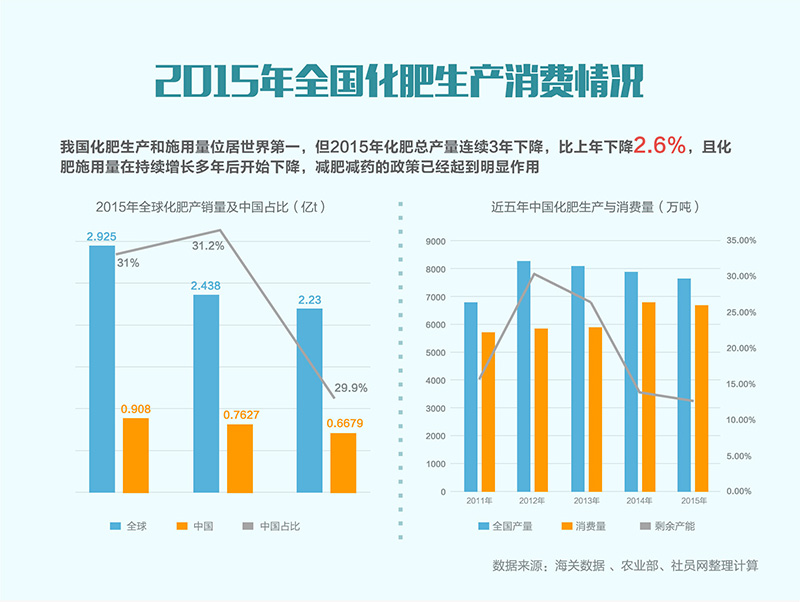 2015年全国化肥生产消费情况
我国化肥生产和施用量位居世界第一，但2015年化肥总产量连续3年下降，比上年下降2.6%，且化
肥施用量在持续增长多年后开始下降，减肥减药的政策已经起到明显作用
2015年全球化肥产销量及中国占比（亿t）
2.925
31%
31.2%
2.438
2.23
29.9%
0.908
0.7627
0.6679
全球
中国
中国占比
近五年中国化肥生产与消费量（万吨）
9000
8000
7000
6000
5000
4000
3000
2000
1000
0
35.00%
30.00%
25.00%
20.00%
15.00%
10.00%
5.00%
0.00%
2011年
2012年
2013年
2014年
2015年
全国产量
消费量
剩余产能
数据来源：海关数据 、农业部、社员网整理计算